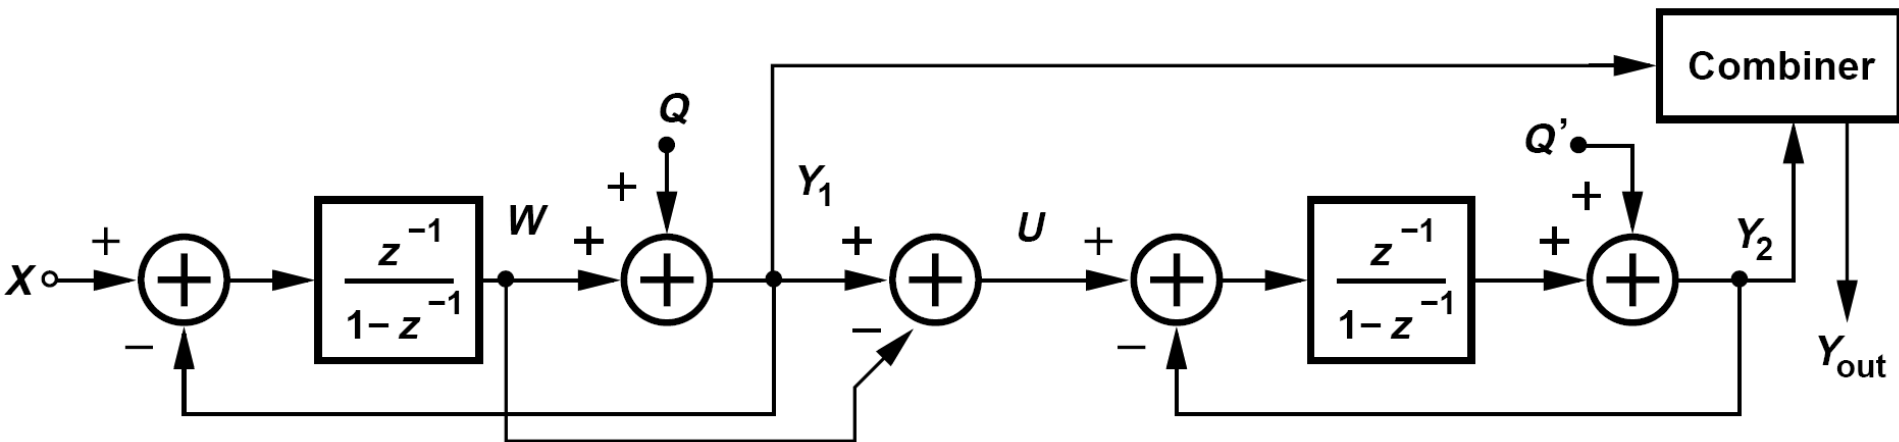 Combiner
Q
Q’
+
+
Y1
+
Y2
X
+
+
z−1
1− z−1
W
+
+
+
U
+
+
z−1
1− z−1
+
+
−
−
−
Yout